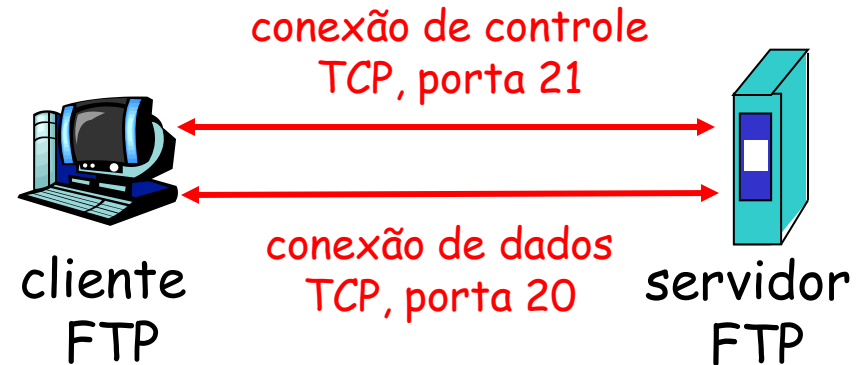 conexão de controle
TCP, porta 21
conexão de dados
TCP, porta 20
cliente
FTP
servidor
FTP